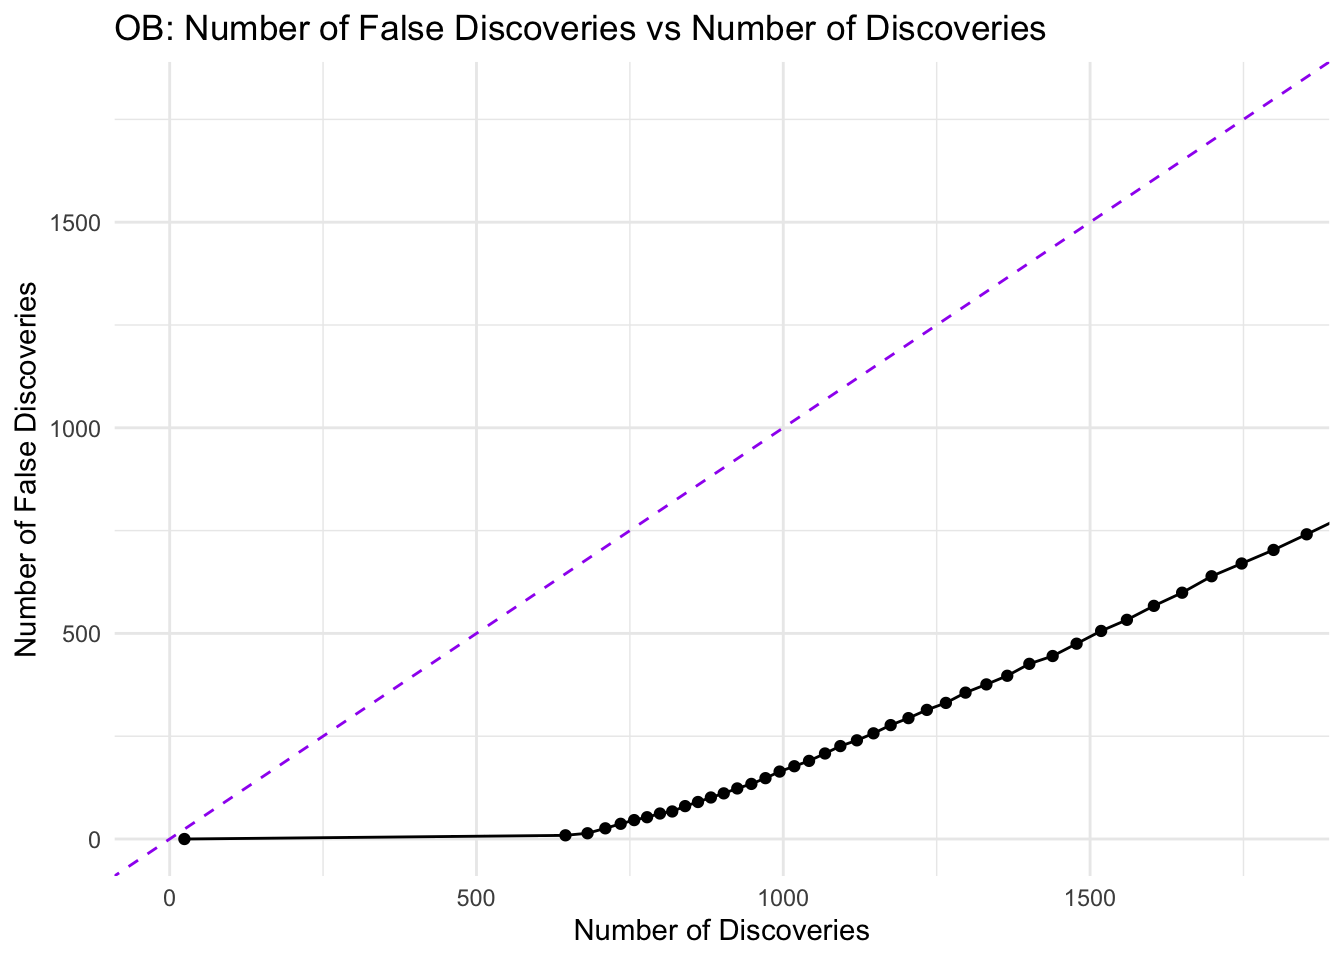 OB: Number of False Discoveries vs Number of Discoveries
Number of False Discoveries
1500
1000
500
0
0 500 1000 1500
Number of Discoveries